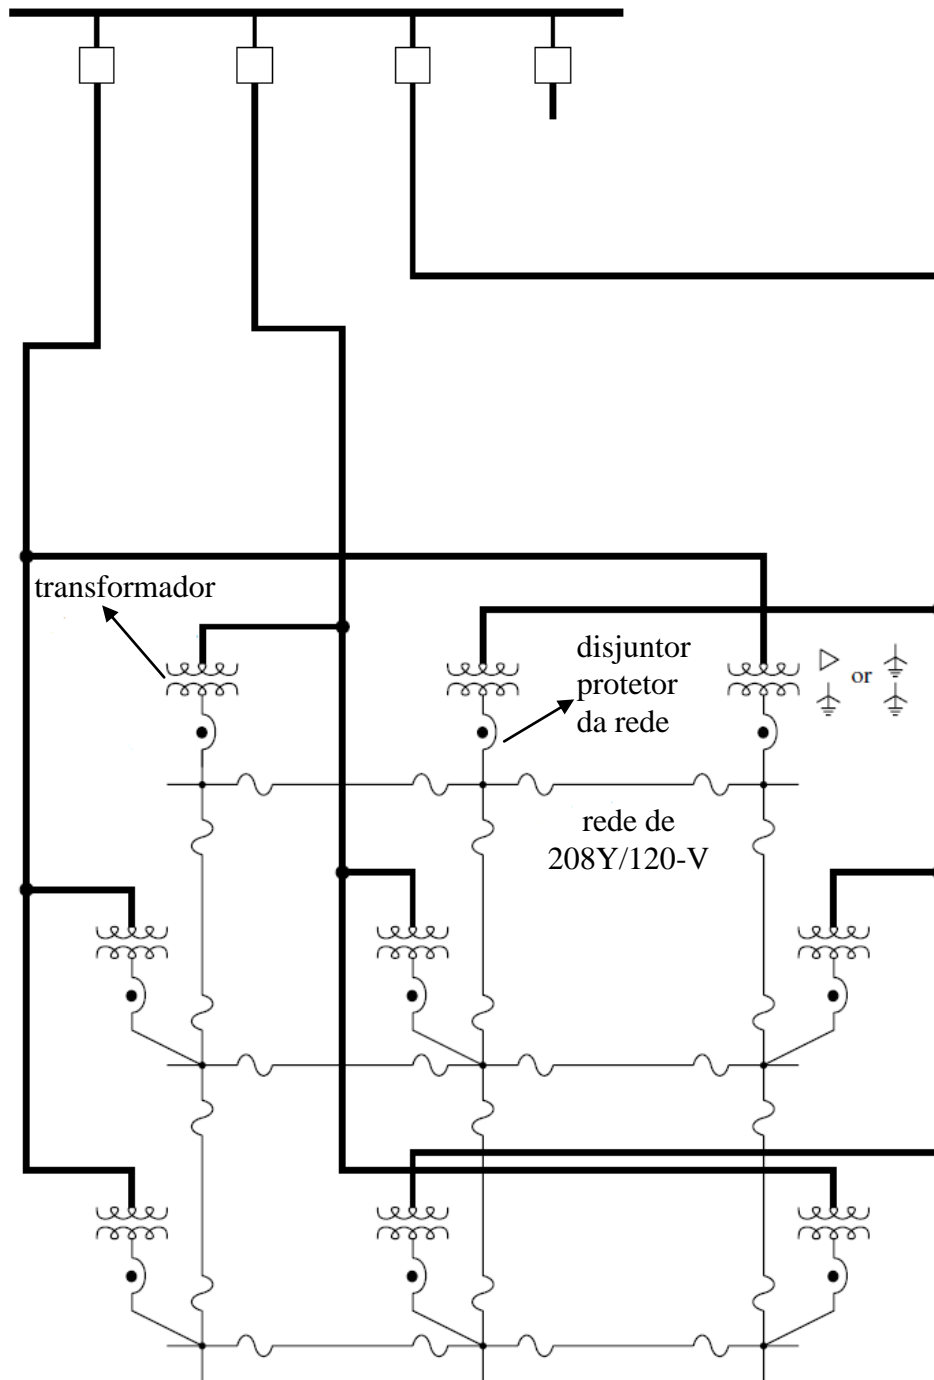 transformador
disjuntor
protetor
da rede
or
rede de
208Y/120-V